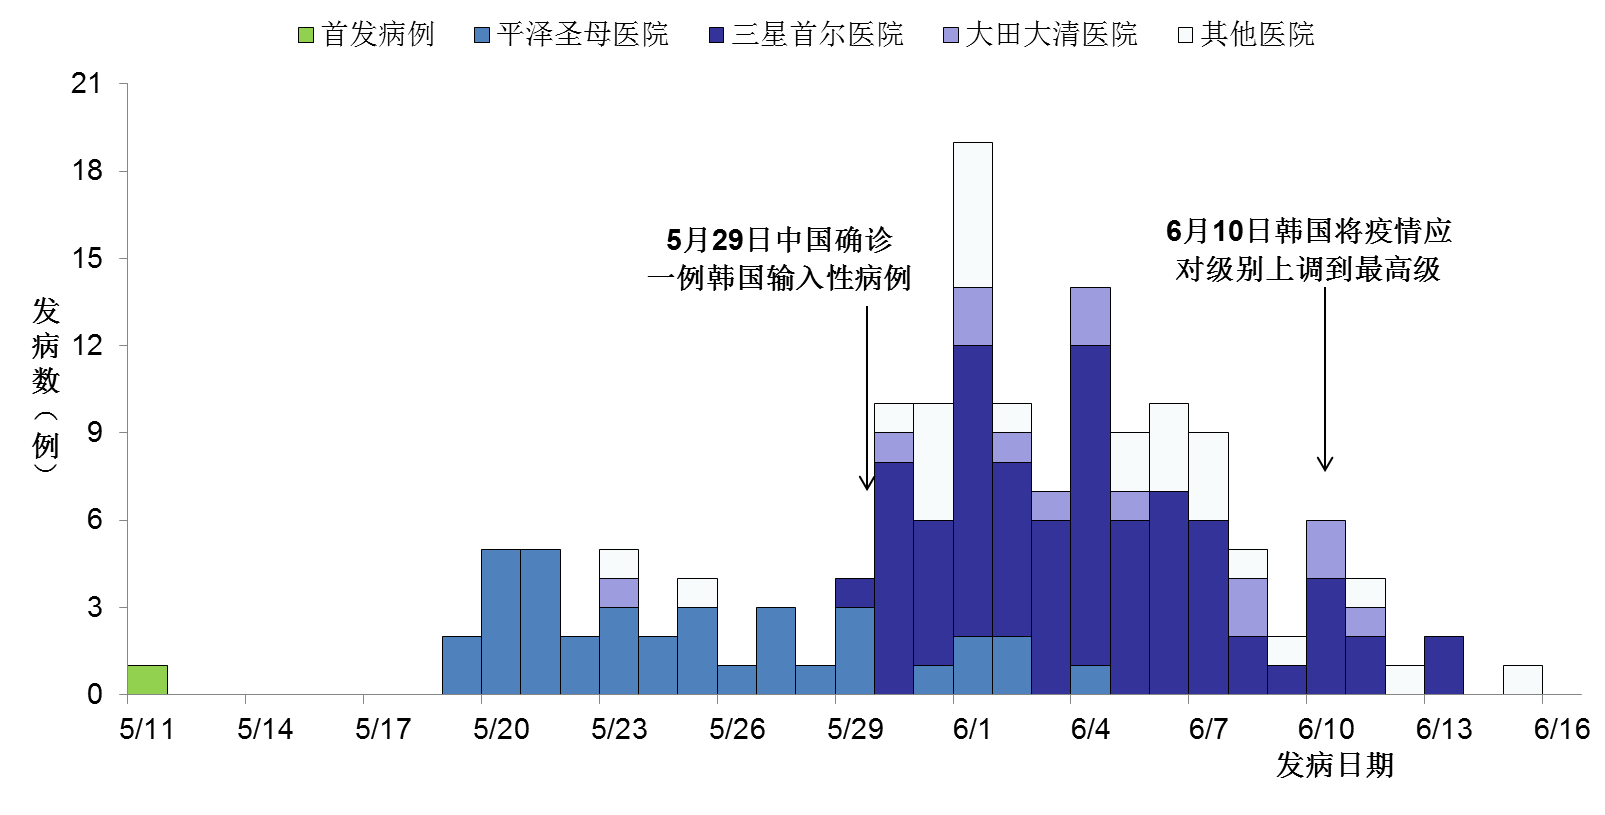 首发病例 平泽圣母医院 三星首尔医院 大田大清医院 其他医院
21
18
15
12
9
6
3
0
发病数（例）
5月29日中国确诊
一例韩国输入性病例
6月10日韩国将疫情应
对级别上调到最高级
5/11 5/14 5/17 5/20 5/23 5/26 5/29 6/1 6/4 6/7 6/10 6/13 6/16
发病日期